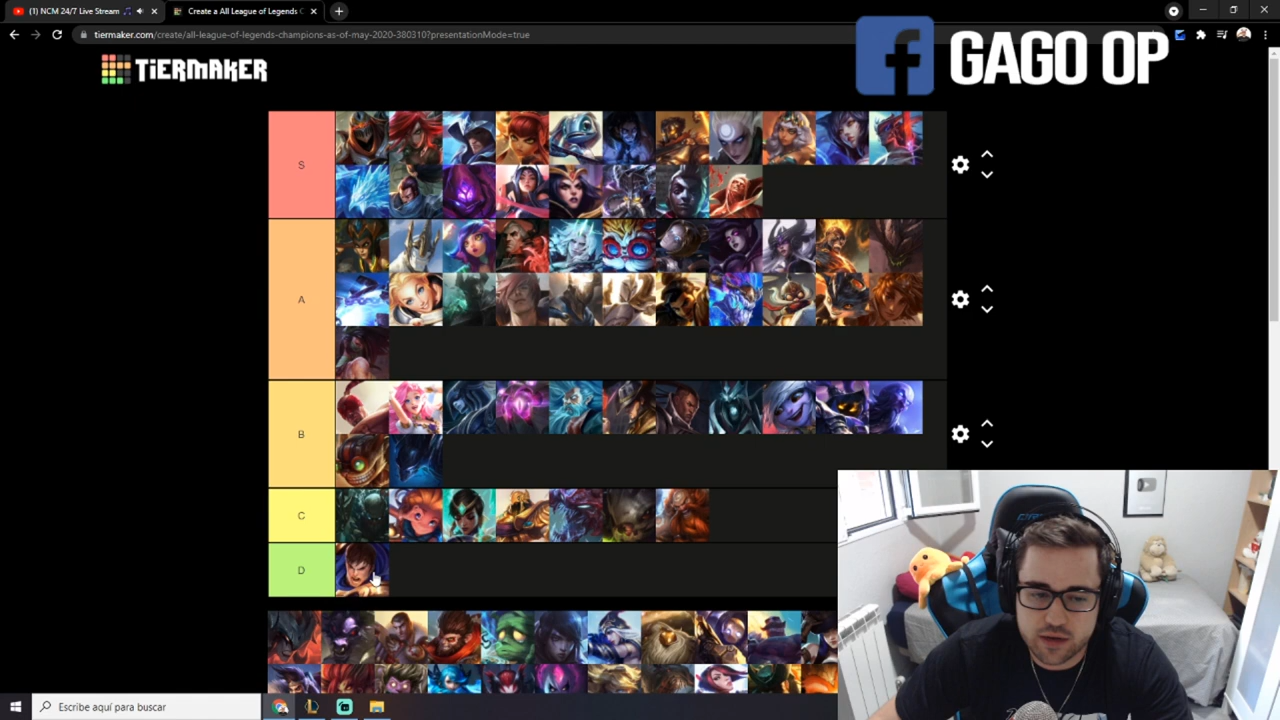 (1) NCM 24/7 Live Stream
Create a All League of Legends C
tiermaker.com/create/all-league-of-legends-champions-as-of-may-2020-380310?presentationMode=true
f GAGO OP
TIERMAKER
S
A
B
C
D
Escribe aquí para buscar